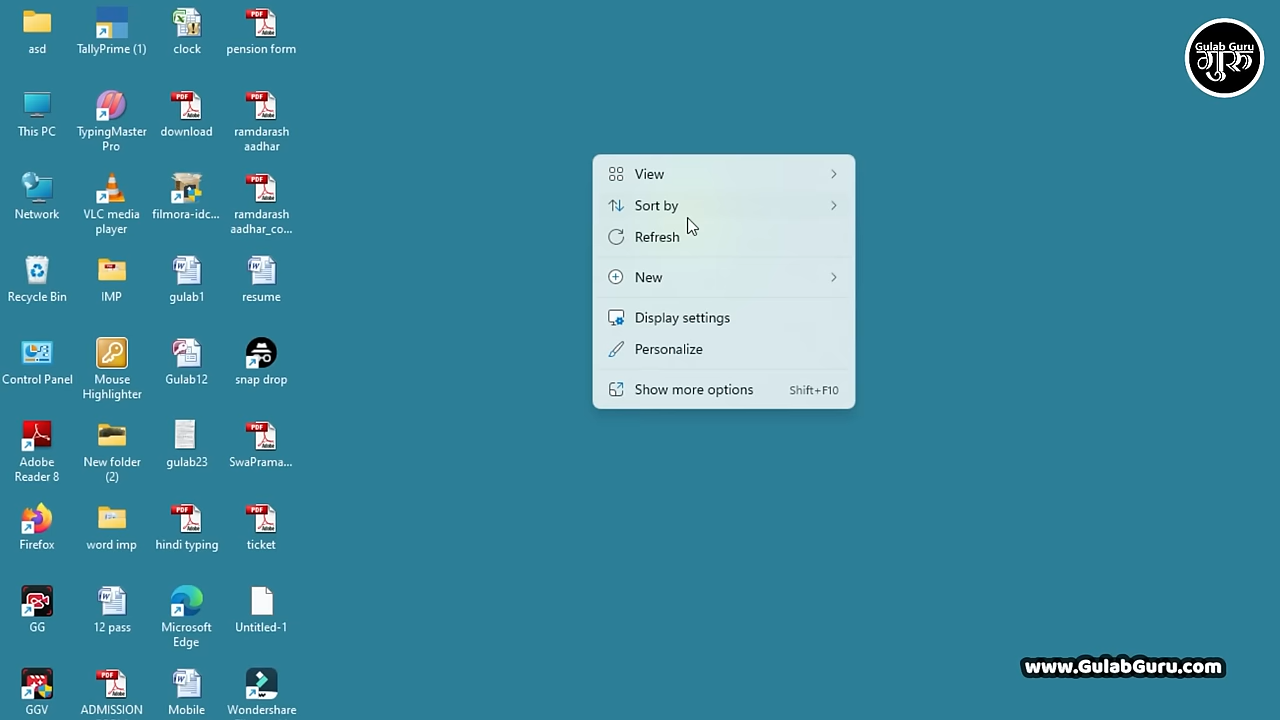 asd
TallyPrime (1)
clock
pension form
This PC
TypingMaster
Pro
download
ramdarash
aadhar
Network
VLC media
player
filmora-idc...
ramdarash
aadhar_co...
Recycle Bin
IMP
gulab1
resume
Control Panel
Mouse
Highlighter
Gulab12
snap drop
Adobe
Reader 8
New folder
(2)
gulab23
SwaPrama...
Firefox
word imp
hindi typing
ticket
GG
12 pass
Microsoft
Edge
Untitled-1
GGV
ADMISSION
Mobile
Wondershare
View
Sort by
Refresh
New
Display settings
Personalize
Show more options Shift+F10
Gulab Guru
गुरु
www.GulabGuru.com